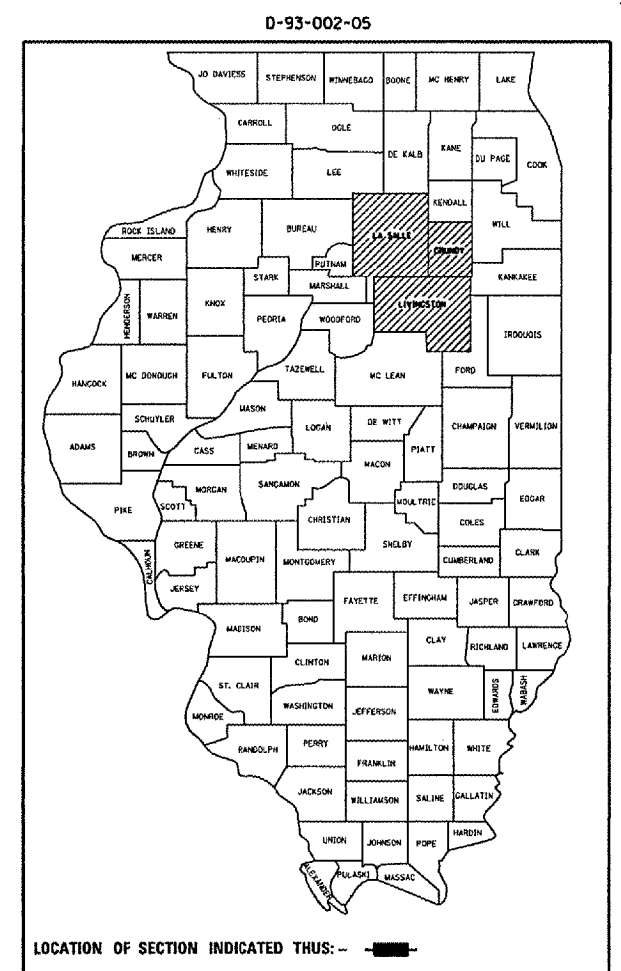 D-93-002-05
JO DAVIESS
STEPHENSON
WINNEBAGO
BOONE
MC HENRY
LAKE
CARROLL
OGLE
DE KALB
KANE
DU PAGE
COOK
WHITESIDE
LEE
KENDALL
ROCK ISLAND
HENRY
BUREAU
LA SALLE
GRUNDY
WILL
MERCER
STARK
PUTNAM
MARSHALL
KANKAKEE
HENDERSON
WARREN
KNOX
PEORIA
WOODFORD
LIVINGSTON
IROQUOIS
HANCOCK
MC DONOUGH
FULTON
TAZEWELL
MC LEAN
FORD
SCHUYLER
MASON
LOGAN
DE WITT
PIATT
CHAMPAIGN
VERMILION
ADAMS
BROWN
CASS
MENARD
MACON
PIKE
SCOTT
MORGAN
SANGAMON
CHRISTIAN
MOULTRIE
DOUGLAS
COLES
EDGAR
CALHOUN
GREENE
MACOUPIN
MONTGOMERY
SHELBY
CUMBERLAND
CLARK
JERSEY
FAYETTE
EFFINGHAM
JASPER
CRAWFORD
MADISON
BOND
CLAY
RICHLAND
LAWRENCE
CLINTON
MARION
ST. CLAIR
WASHINGTON
JEFFERSON
WAYNE
EDWARDS
WABASH
MONROE
RANDOLPH
PERRY
FRANKLIN
HAMILTON
WHITE
JACKSON
WILLIAMSON
SALINE
GALLATIN
UNION
JOHNSON
POPE
HARDIN
ALEXANDER
PULASKI
MASSAC
LOCATION OF SECTION INDICATED THUS: -